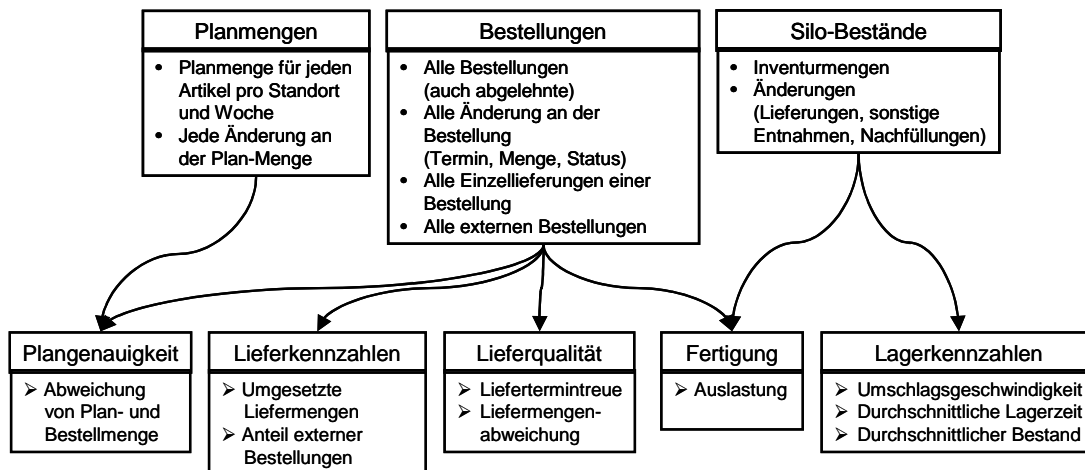 Planmengen
• Planmenge für jeden
Artikel pro Standort
und Woche
• Jede Änderung an
der Plan-Menge
Bestellungen
• Alle Bestellungen
(auch abgelehnte)
• Alle Änderung an der
Bestellung
(Termin, Menge, Status)
• Alle Einzellieferungen einer
Bestellung
• Alle externen Bestellungen
Silo-Bestände
• Inventurmengen
• Änderungen
(Lieferungen, sonstige
Entnahmen, Nachfüllungen)
Plangenauigkeit
➢ Abweichung
von Plan- und
Bestellmenge
Lieferkennzahlen
➢ Umgesetzte
Liefermengen
➢ Anteil externer
Bestellungen
Lieferqualität
➢ Liefertermintreue
➢ Liefermengen-
abweichung
Fertigung
➢ Auslastung
Lagerkennzahlen
➢ Umschlagsgeschwindigkeit
➢ Durchschnittliche Lagerzeit
➢ Durchschnittlicher Bestand